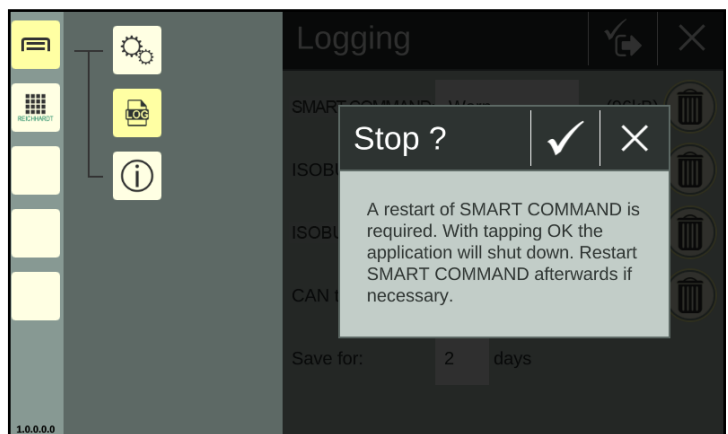 Logging
REICHHARDT
LOG
SMART COMMAND: Warn (96kB)
Stop ?
ISOBU
A restart of SMART COMMAND is
required. With tapping OK the
application will shut down. Restart
SMART COMMAND afterwards if
necessary.
ISOBU
CAN t
Save for: 2 days
1.0.0.0.0